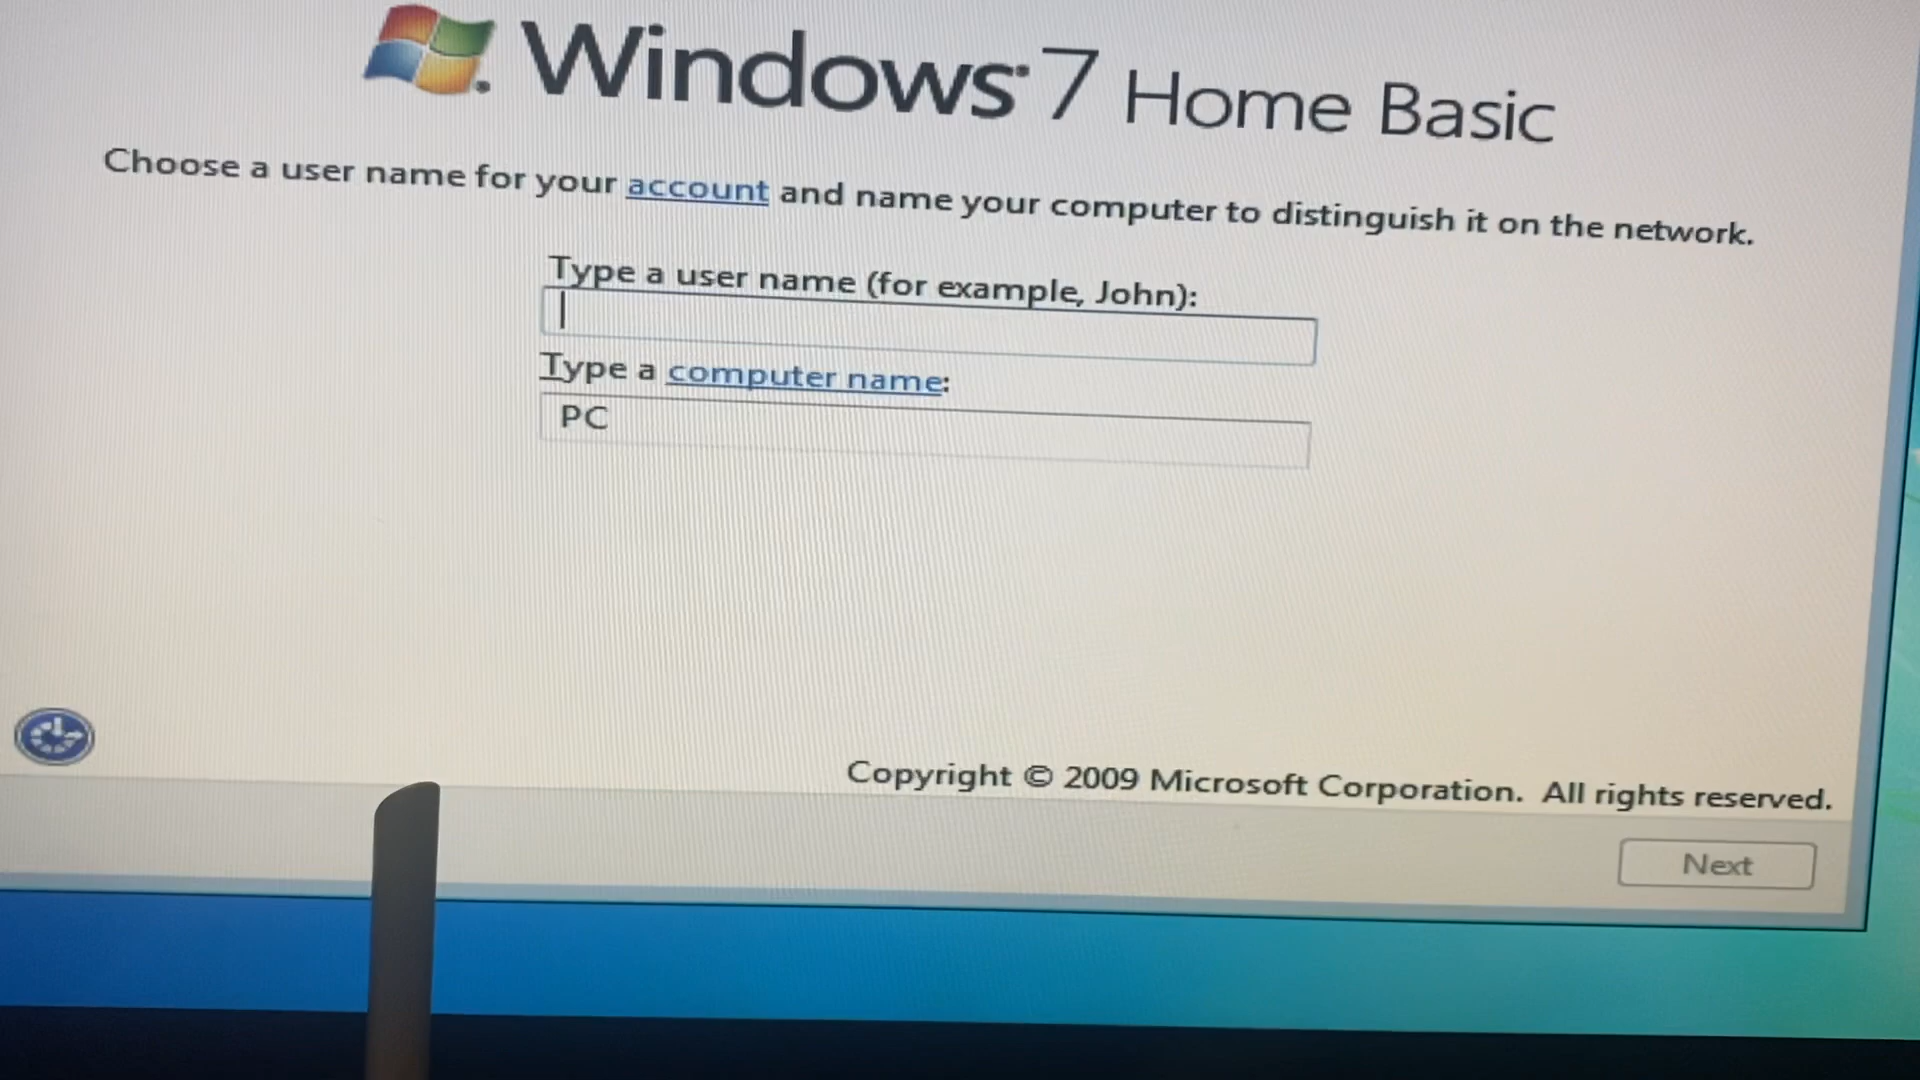 Windows 7 Home Basic
Choose a user name for your account and name your computer to distinguish it on the network.
Type a user name (for example, John):
Type a computer name:
PC
Copyright © 2009 Microsoft Corporation. All rights reserved.
Next